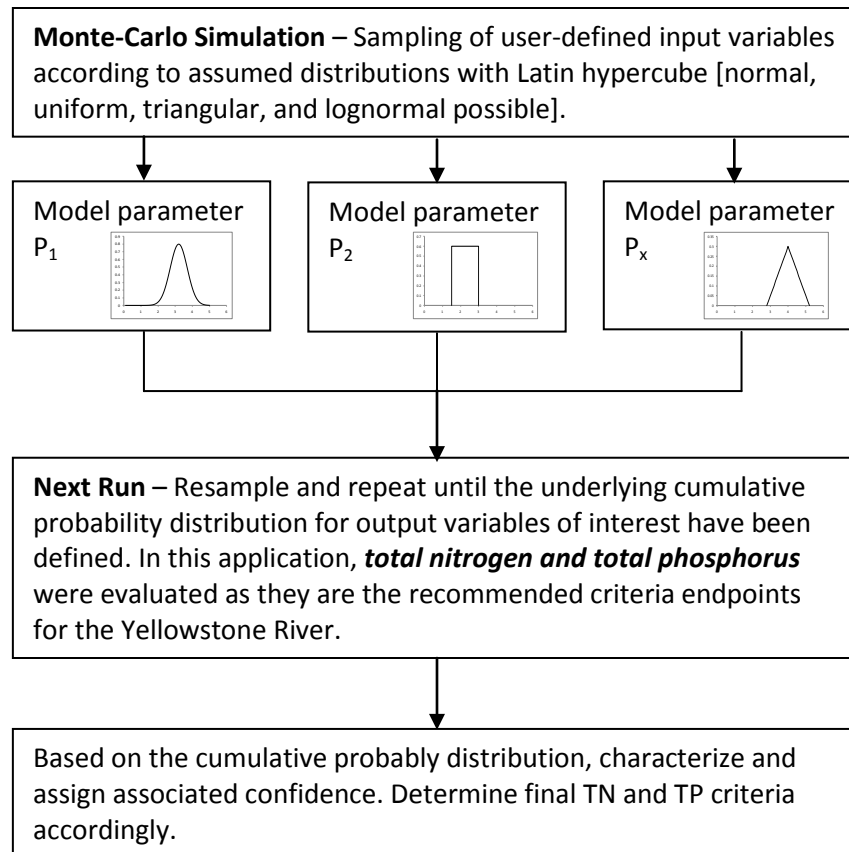 Monte-Carlo Simulation – Sampling of user-defined input variables
according to assumed distributions with Latin hypercube [normal,
uniform, triangular, and lognormal possible].
Model parameter
P1
Model parameter
P2
Model parameter
Px
Next Run – Resample and repeat until the underlying cumulative
probability distribution for output variables of interest have been
defined. In this application, total nitrogen and total phosphorus
were evaluated as they are the recommended criteria endpoints
for the Yellowstone River.
Based on the cumulative probably distribution, characterize and
assign associated confidence. Determine final TN and TP criteria
accordingly.